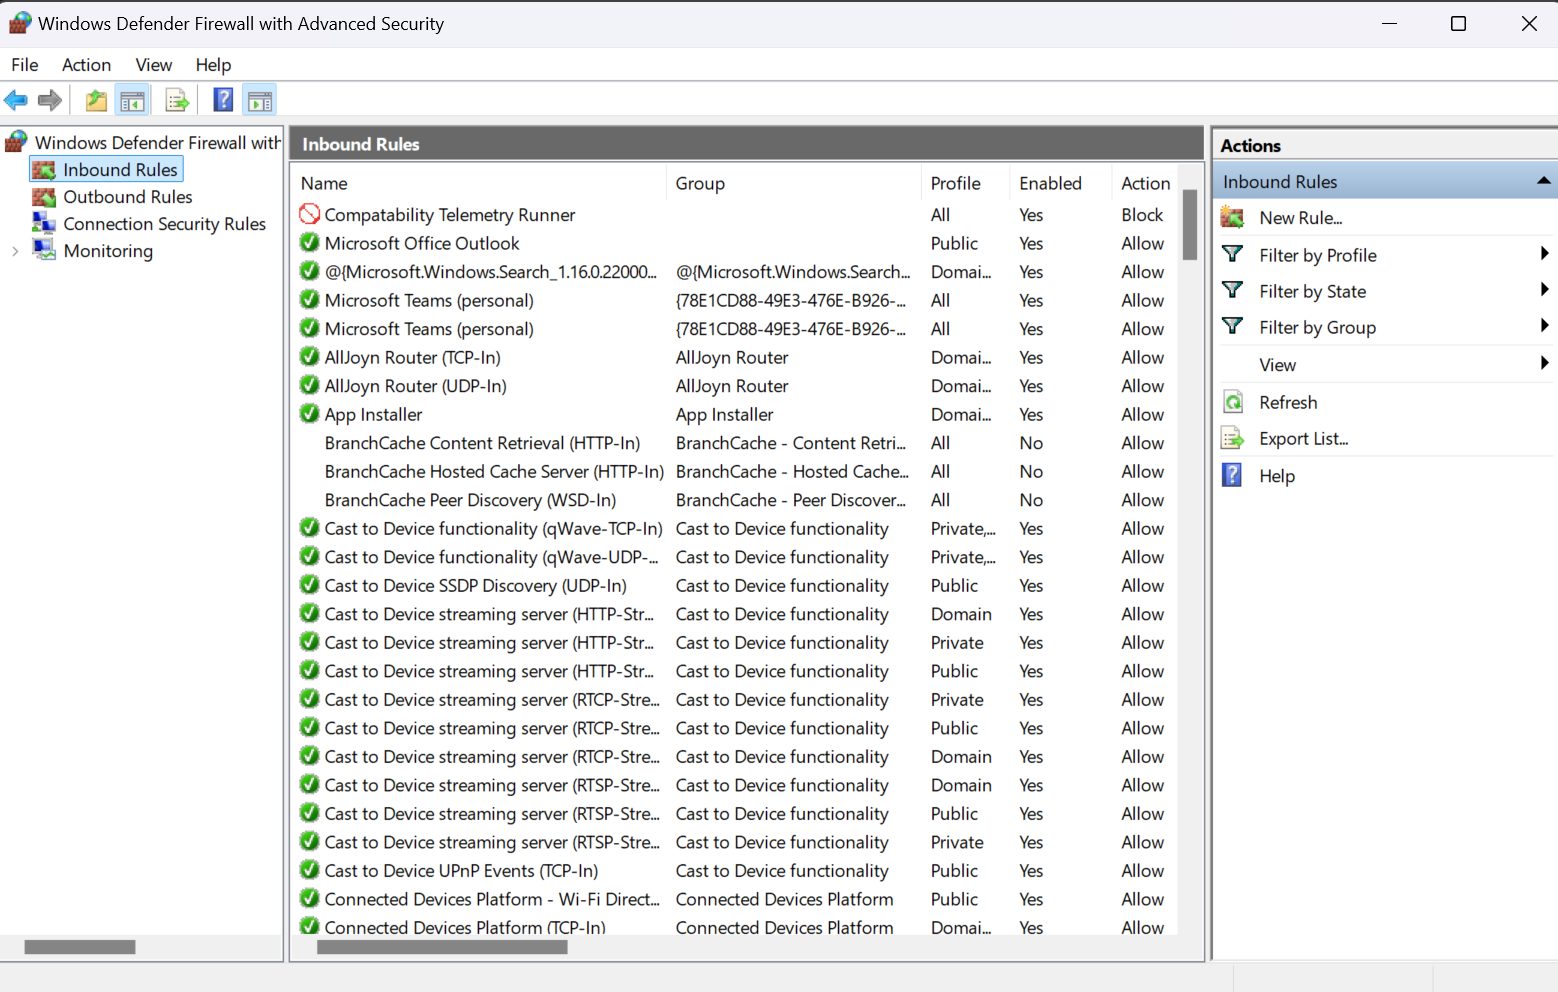 Windows Defender Firewall with Advanced Security
File Action View Help
Windows Defender Firewall with
Inbound Rules
Outbound Rules
Connection Security Rules
Monitoring
Inbound Rules
Name Group Profile Enabled Action
Compatability Telemetry Runner All Yes Block
Microsoft Office Outlook Public Yes Allow
@{Microsoft.Windows.Search_1.16.0.22000... @{Microsoft.Windows.Search... Domai... Yes Allow
Microsoft Teams (personal) {78E1CD88-49E3-476E-B926-... All Yes Allow
Microsoft Teams (personal) {78E1CD88-49E3-476E-B926-... All Yes Allow
AllJoyn Router (TCP-In) AllJoyn Router Domai... Yes Allow
AllJoyn Router (UDP-In) AllJoyn Router Domai... Yes Allow
App Installer App Installer Domai... Yes Allow
BranchCache Content Retrieval (HTTP-In) BranchCache - Content Retri... All No Allow
BranchCache Hosted Cache Server (HTTP-In) BranchCache - Hosted Cache... All No Allow
BranchCache Peer Discovery (WSD-In) BranchCache - Peer Discover... All No Allow
Cast to Device functionality (qWave-TCP-In) Cast to Device functionality Private,... Yes Allow
Cast to Device functionality (qWave-UDP-... Cast to Device functionality Private,... Yes Allow
Cast to Device SSDP Discovery (UDP-In) Cast to Device functionality Public Yes Allow
Cast to Device streaming server (HTTP-Str... Cast to Device functionality Domain Yes Allow
Cast to Device streaming server (HTTP-Str... Cast to Device functionality Private Yes Allow
Cast to Device streaming server (HTTP-Str... Cast to Device functionality Public Yes Allow
Cast to Device streaming server (RTCP-Stre... Cast to Device functionality Private Yes Allow
Cast to Device streaming server (RTCP-Stre... Cast to Device functionality Public Yes Allow
Cast to Device streaming server (RTCP-Stre... Cast to Device functionality Domain Yes Allow
Cast to Device streaming server (RTSP-Stre... Cast to Device functionality Domain Yes Allow
Cast to Device streaming server (RTSP-Stre... Cast to Device functionality Public Yes Allow
Cast to Device streaming server (RTSP-Stre... Cast to Device functionality Private Yes Allow
Cast to Device UPnP Events (TCP-In) Cast to Device functionality Public Yes Allow
Connected Devices Platform - Wi-Fi Direct... Connected Devices Platform Public Yes Allow
Connected Devices Platform (TCP-In) Connected Devices Platform Domai... Yes Allow
Actions
Inbound Rules
New Rule...
Filter by Profile
Filter by State
Filter by Group
View
Refresh
Export List...
Help